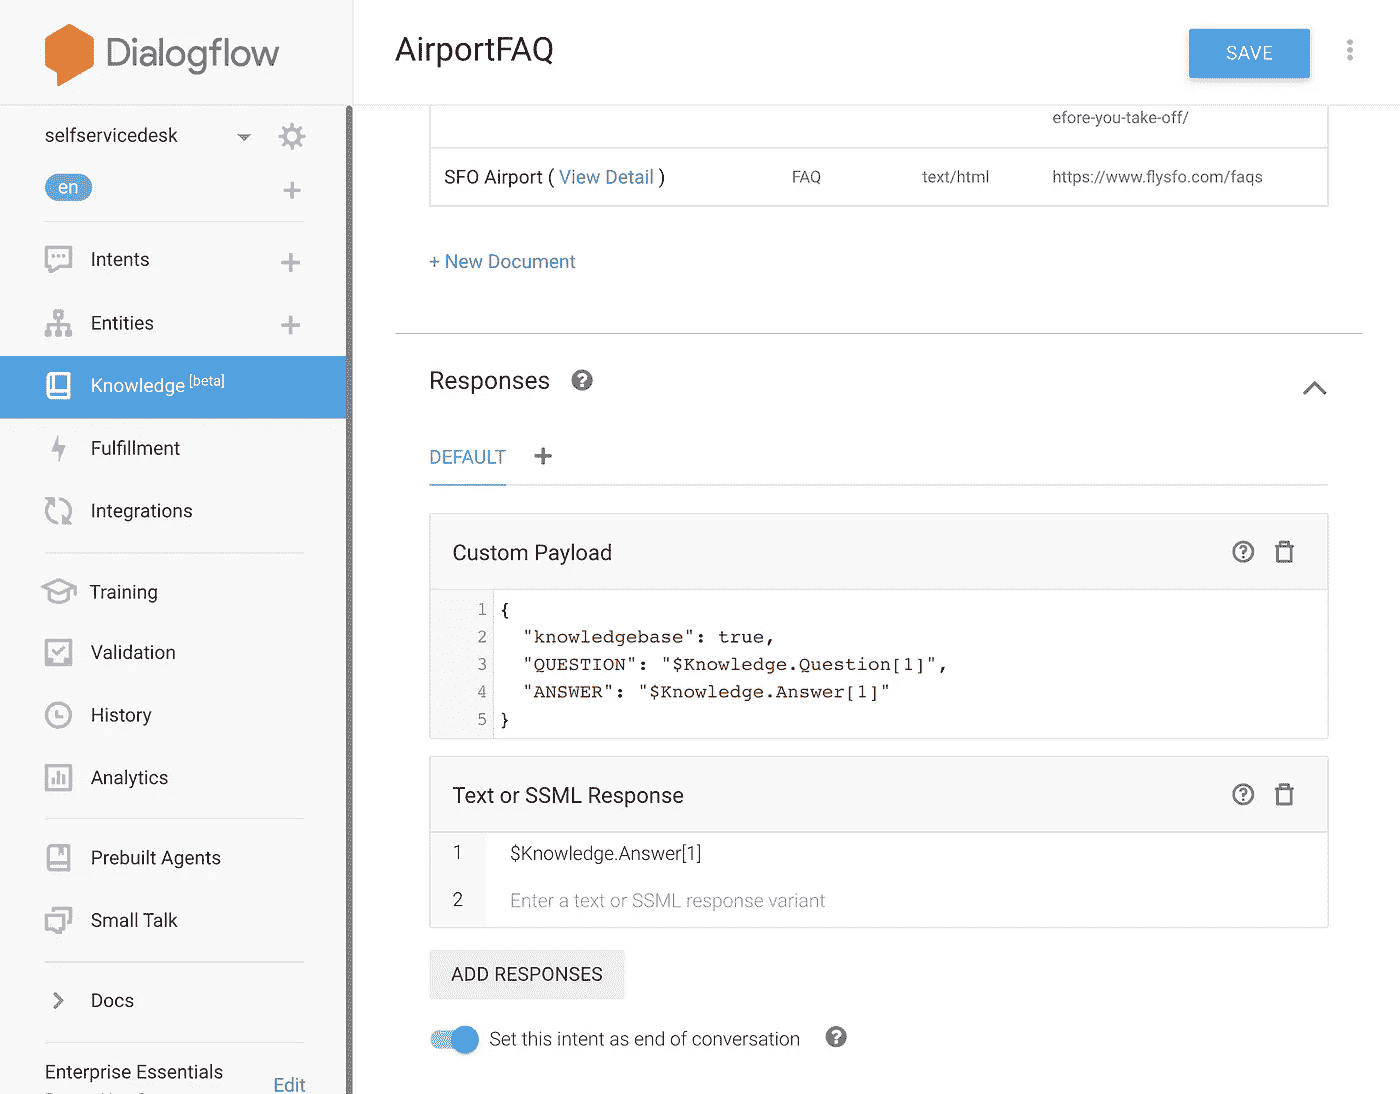 Dialogflow
AirportFAQ
SAVE
selfservicedesk
en
Intents
Entities
Knowledge [beta]
Fulfillment
Integrations
Training
Validation
History
Analytics
Prebuilt Agents
Small Talk
Docs
Enterprise Essentials
Edit
efore-you-take-off/
SFO Airport ( View Detail ) FAQ text/html https://www.flysfo.com/faqs
+ New Document
Responses
DEFAULT
Custom Payload
1 {
2 "knowledgebase": true,
3 "QUESTION": "$Knowledge.Question[1]",
4 "ANSWER": "$Knowledge.Answer[1]"
5 }
Text or SSML Response
1 $Knowledge.Answer[1]
2 Enter a text or SSML response variant
ADD RESPONSES
Set this intent as end of conversation